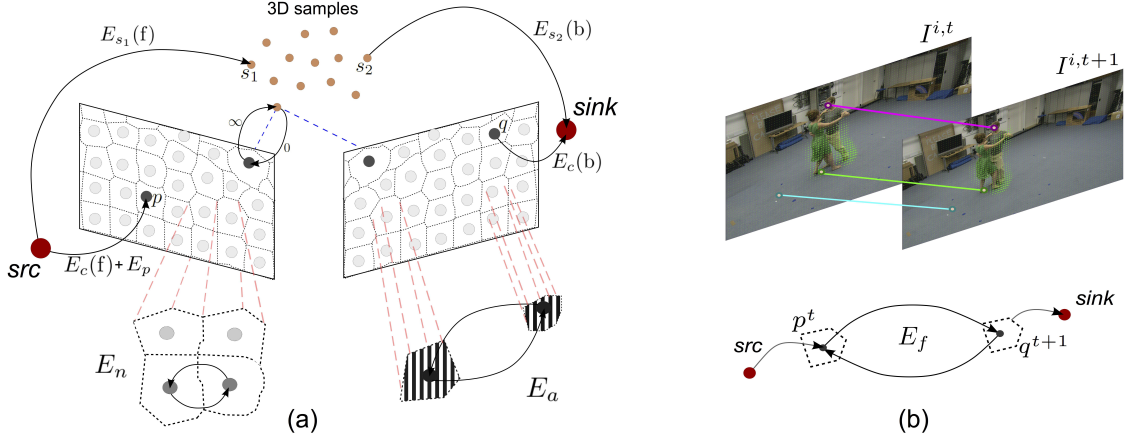 3D samples
E_{s_1}(f)
s_1
s_2
E_{s_2}(b)
sink
∞
0
q
E_c(b)
p
src
E_c(f)+E_p
E_n
E_a
(a)
I^{i,t}
I^{i,t+1}
src
p^t
E_f
q^{t+1}
sink
(b)